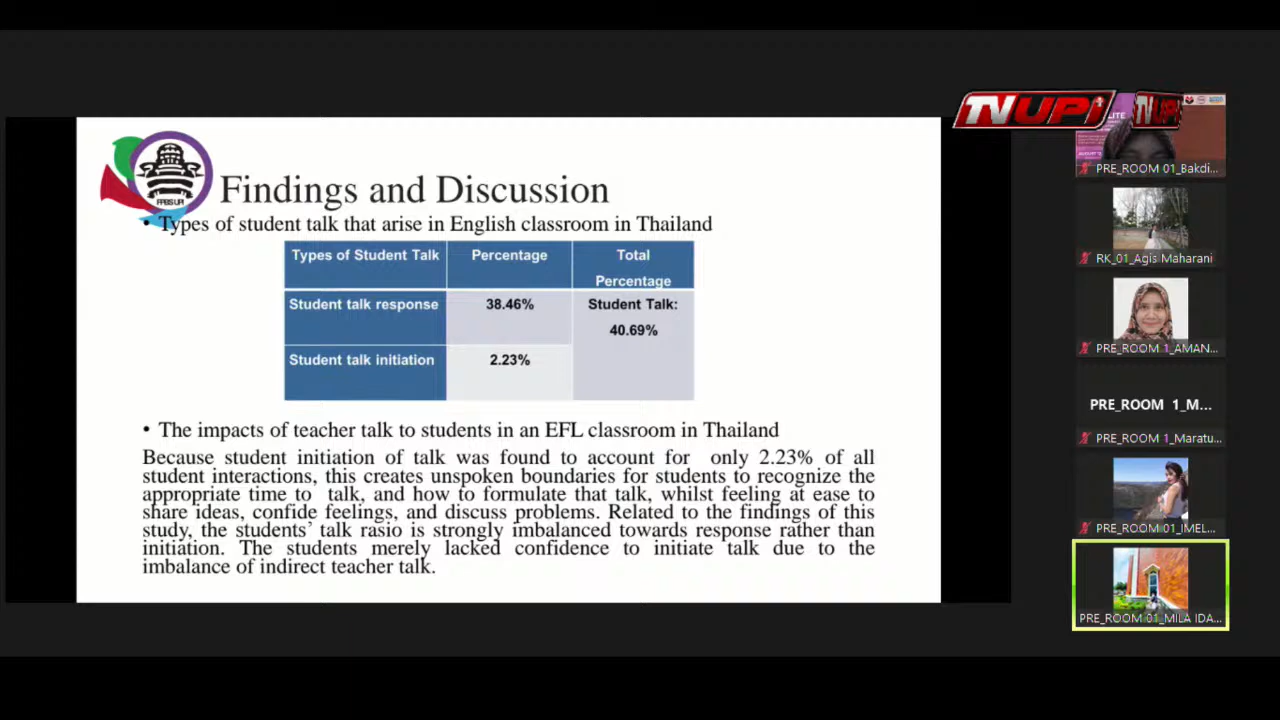 Findings and Discussion
FPBS UPI
• Types of student talk that arise in English classroom in Thailand
Types of Student Talk
Percentage
Total
Percentage
Student talk response
38.46%
Student Talk:
40.69%
Student talk initiation
2.23%
• The impacts of teacher talk to students in an EFL classroom in Thailand
Because student initiation of talk was found to account for only 2.23% of all
student interactions, this creates unspoken boundaries for students to recognize the
appropriate time to talk, and how to formulate that talk, whilst feeling at ease to
share ideas, confide feelings, and discuss problems. Related to the findings of this
study, the students’ talk rasio is strongly imbalanced towards response rather than
initiation. The students merely lacked confidence to initiate talk due to the
imbalance of indirect teacher talk.
TVUPI
TVUPI
PRE_ROOM 01_Bakdi...
RK_01_Agis Maharani
PRE_ROOM 1_AMAN...
PRE_ROOM 1_M...
PRE_ROOM 1_Maratu...
PRE_ROOM 01_IMEL...
PRE_ROOM 01_MILA IDA...